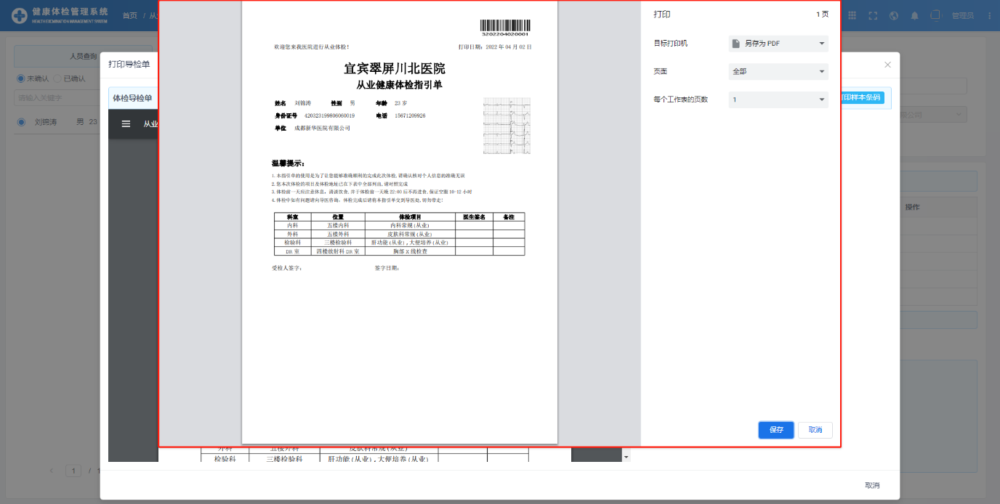 健康体检管理系统
HEALTH EXMINATION MANAGEMENT SYSTEM
首页 / 从业
管理员
人员查询
未确认 已确认
请输入关键字
刘锦涛 男 23
1 / 1
打印导检单
体检导检单
打印样本条码
从业
限公司
操作
3202204020001
欢迎您来我医院进行从业体检! 打印日期: 2022 年 04 月 02 日
宜宾翠屏川北医院
从业健康体检指引单
姓名 刘锦涛 性别 男 年龄 23 岁
身份证号 420323199806060019 电话 15671209926
单位 成都新华医院有限公司
温馨提示:
1.本指引单的使用是为了让您能够准确顺利的完成此次体检,请确认核对个人信息的准确无误
2.您本次体检的项目及体检地址已在下表中全部列出,请对照完成
3.体检前一天应注意休息,清淡饮食,并于体检前一天晚 22:00 后不再进食,保证空腹 10-12 小时
4.体检中如有问题请向导医咨询,体检完成后请将本指引单交到导医处,切勿带走!
科室 位置 体检项目 医生签名 备注
内科 五楼内科 内科常规(从业)
外科 五楼外科 皮肤科常规(从业)
检验科 三楼检验科 肝功能(从业),大便培养(从业)
DR 室 四楼放射科 DR 室 胸部 X 线检查
受检人签字: 签字日期:
打印 1 页
目标打印机 另存为 PDF
页面 全部
每个工作表的页数 1
保存 取消
外科 五楼外科 皮肤科常规(从业)
检验科 三楼检验科 肝功能(从业),大便培养(从业)
取消